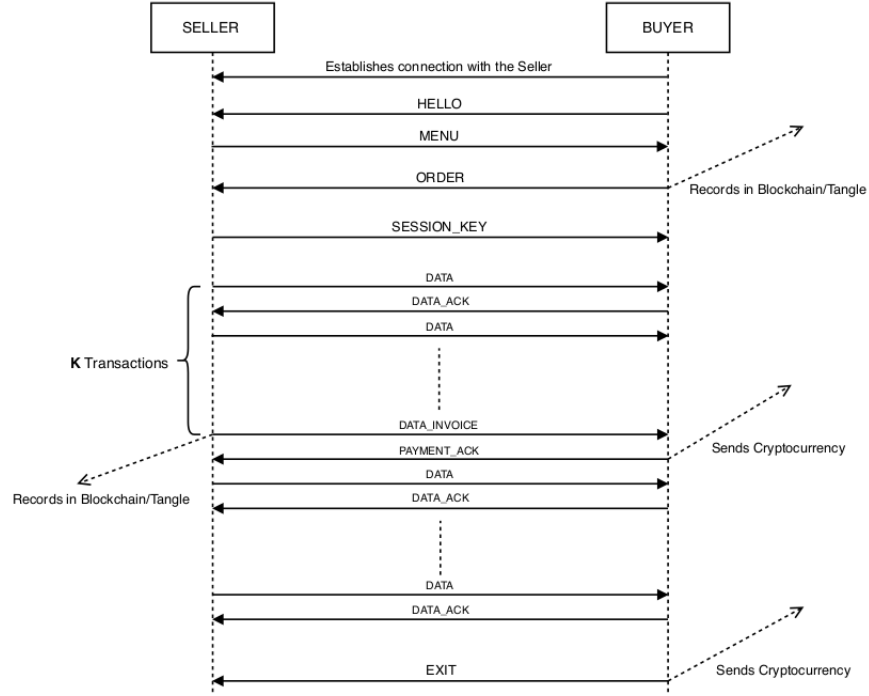 SELLER
BUYER
Establishes connection with the Seller
HELLO
MENU
ORDER
Records in Blockchain/Tangle
SESSION_KEY
DATA
DATA_ACK
DATA
K Transactions
DATA_INVOICE
PAYMENT_ACK
Sends Cryptocurrency
DATA
Records in Blockchain/Tangle
DATA_ACK
DATA
DATA_ACK
EXIT
Sends Cryptocurrency